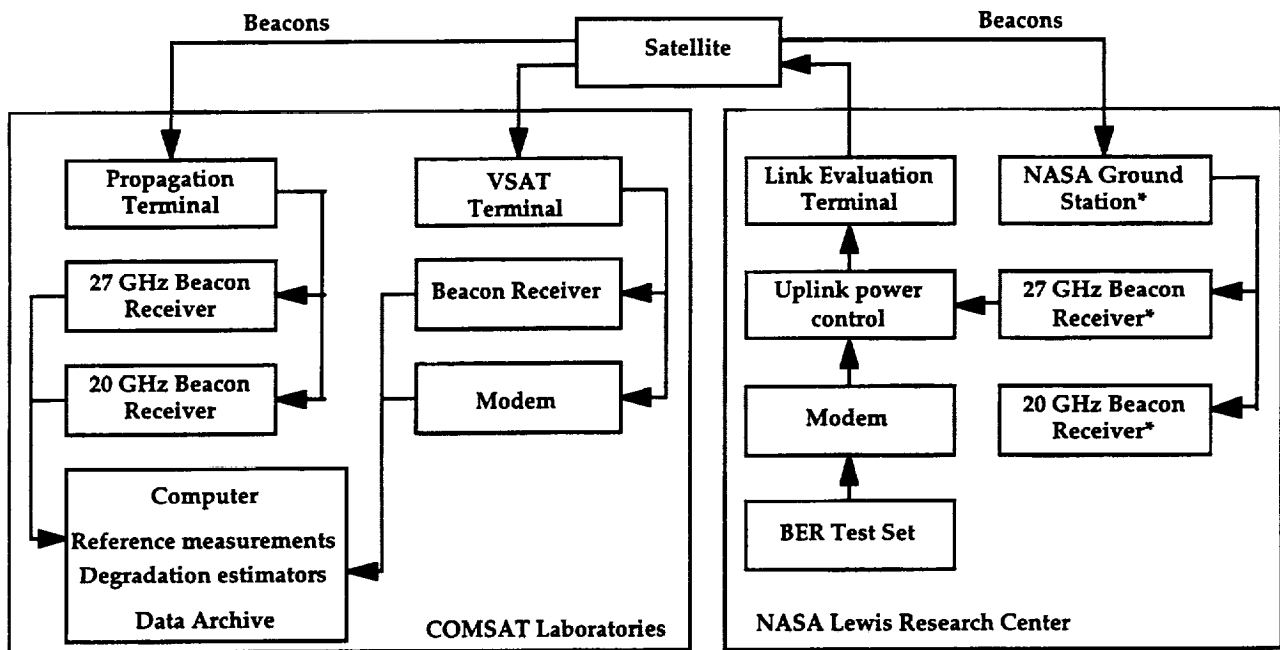 Beacons
Satellite
Beacons
Propagation
Terminal
VSAT
Terminal
Link Evaluation
Terminal
NASA Ground
Station*
27 GHz Beacon
Receiver
Beacon Receiver
Uplink power
control
27 GHz Beacon
Receiver*
20 GHz Beacon
Receiver
Modem
Modem
20 GHz Beacon
Receiver*
Computer
Reference measurements
Degradation estimators
Data Archive
BER Test Set
COMSAT Laboratories
NASA Lewis Research Center